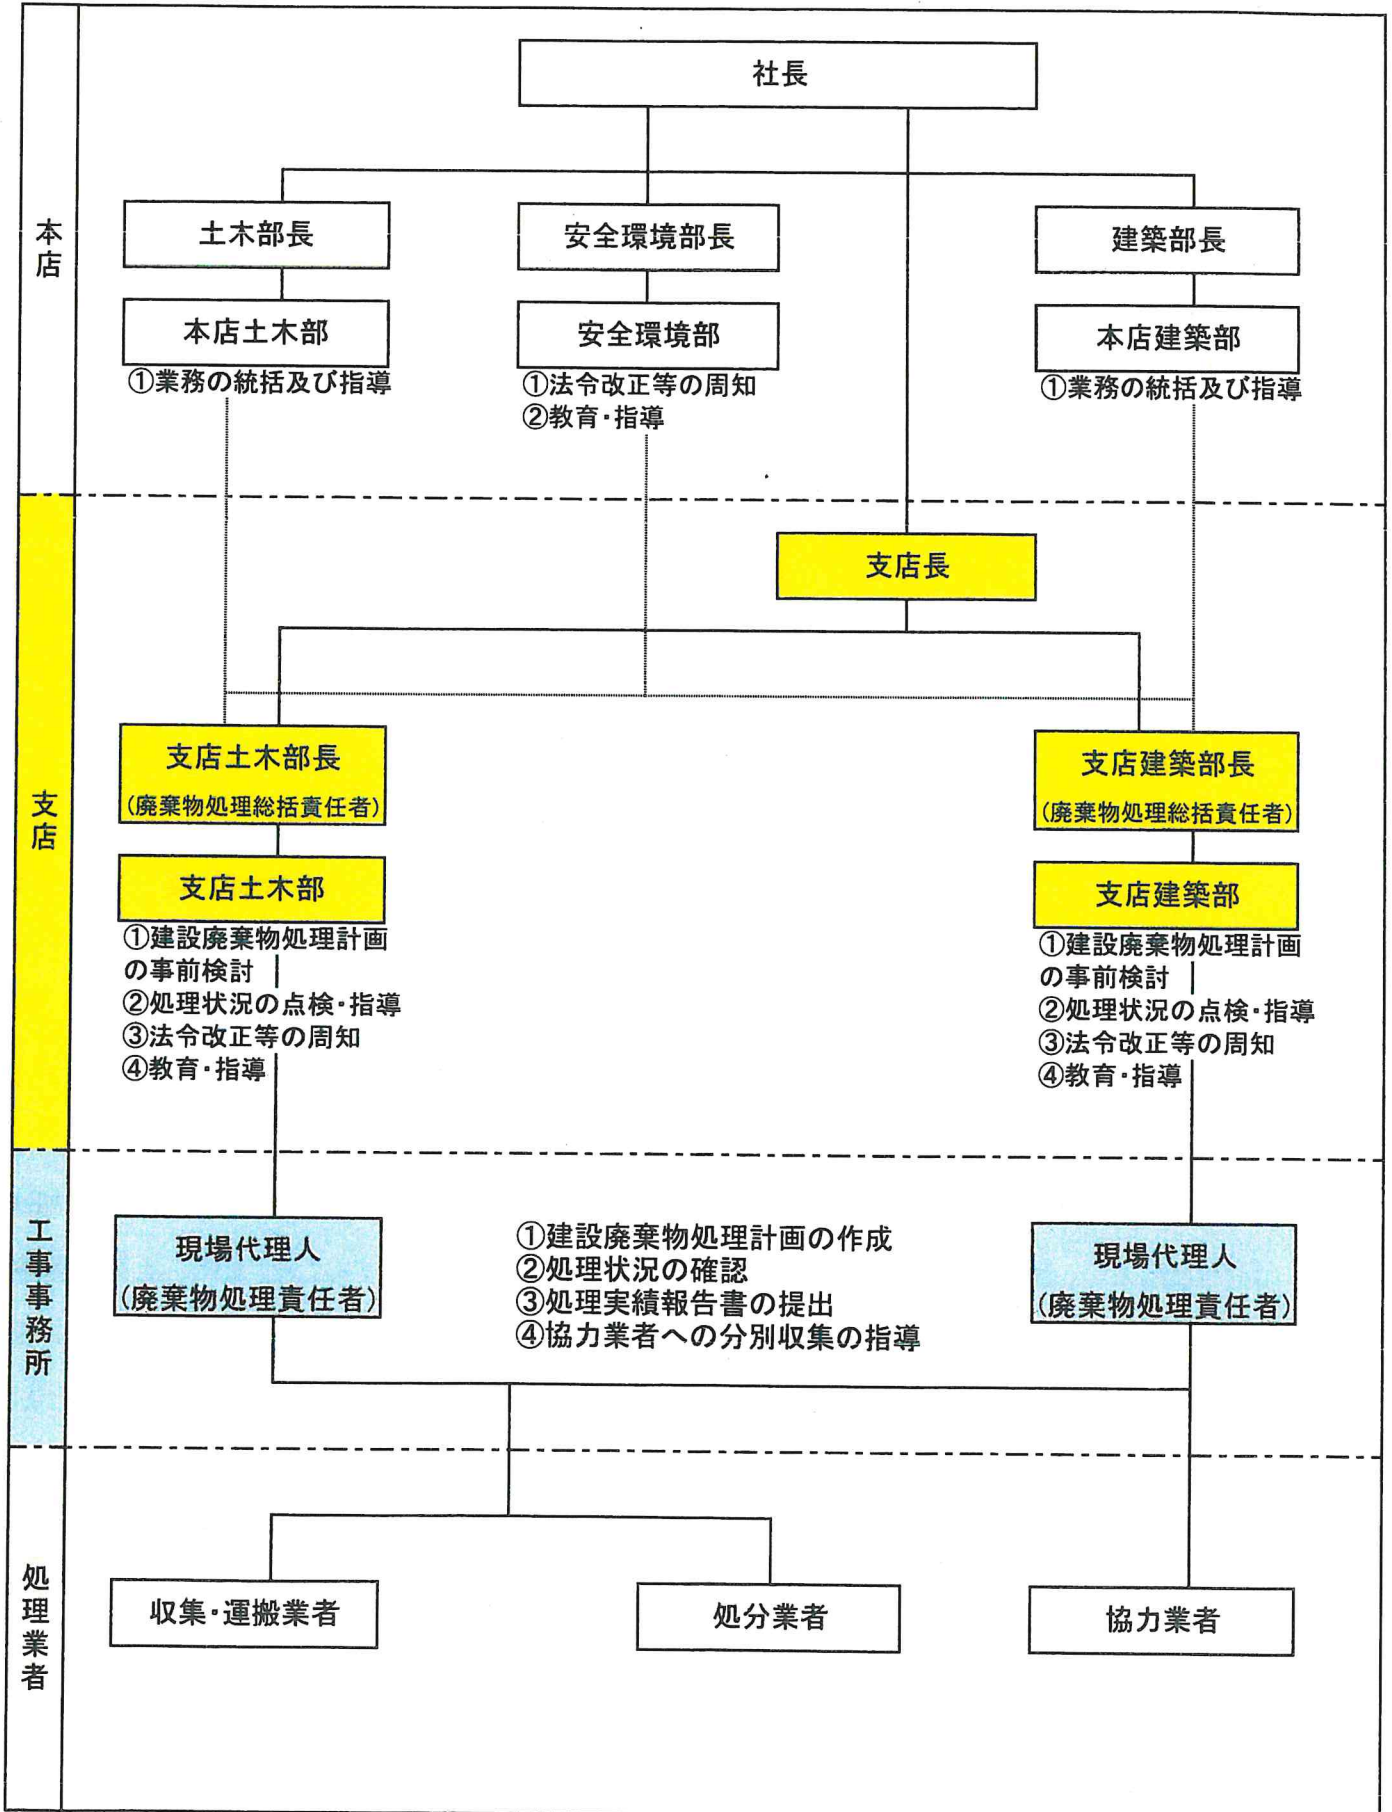 本店
社長
土木部長
安全環境部長
建築部長
本店土木部
安全環境部
本店建築部
①業務の統括及び指導
①法令改正等の周知
②教育・指導
①業務の統括及び指導
支店
支店長
支店土木部長
(廃棄物処理総括責任者)
支店建築部長
(廃棄物処理総括責任者)
支店土木部
支店建築部
①建設廃棄物処理計画
の事前検討
②処理状況の点検・指導
③法令改正等の周知
④教育・指導
①建設廃棄物処理計画
の事前検討
②処理状況の点検・指導
③法令改正等の周知
④教育・指導
工事事務所
現場代理人
(廃棄物処理責任者)
①建設廃棄物処理計画の作成
②処理状況の確認
③処理実績報告書の提出
④協力業者への分別収集の指導
現場代理人
(廃棄物処理責任者)
処理業者
収集・運搬業者
処分業者
協力業者